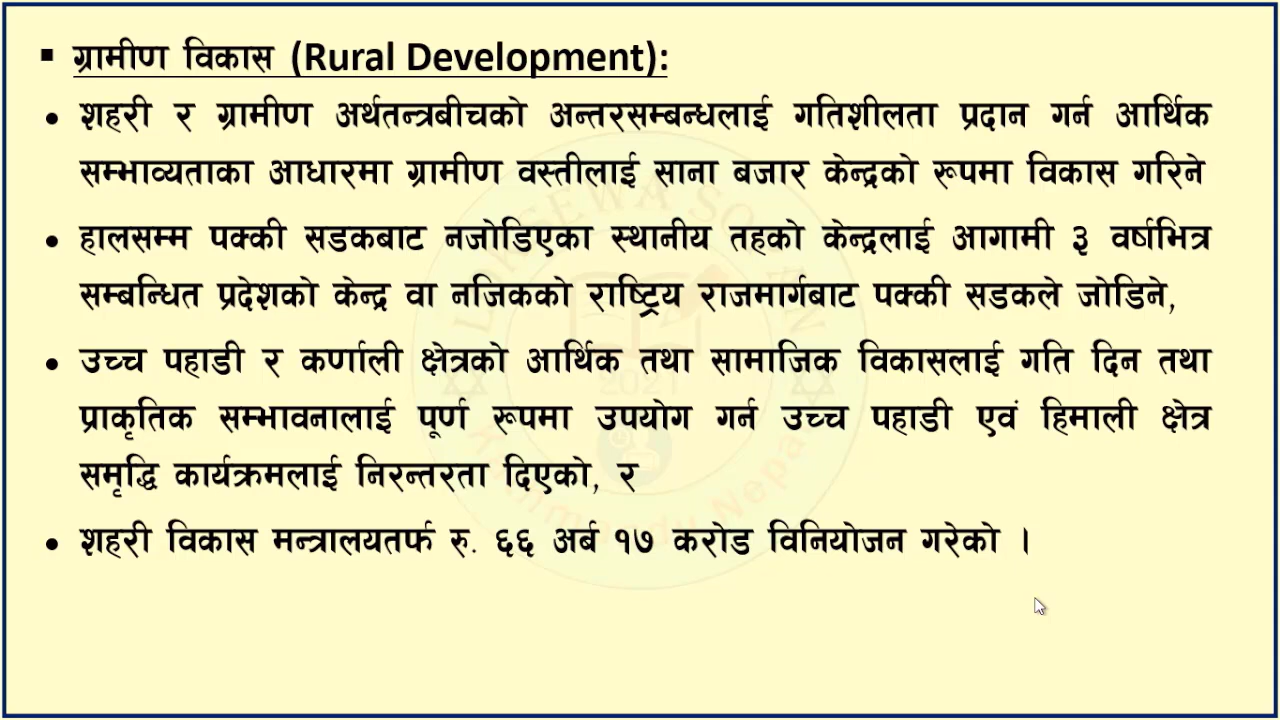 ग्रामीण विकास (Rural Development):
शहरी र ग्रामीण अर्थतन्त्रबीचको अन्तरसम्बन्धलाई गतिशीलता प्रदान गर्न आर्थिक
सम्भाव्यताका आधारमा ग्रामीण वस्तीलाई साना बजार केन्द्रको रूपमा विकास गरिने
हालसम्म पक्की सडकबाट नजोडिएका स्थानीय तहको केन्द्रलाई आगामी ३ वर्षाभित्र
सम्बन्धित प्रदेशको केन्द्र वा नजिकको राष्ट्रिय राजमार्गबाट पक्की सडकले जोडिने,
उच्च पहाडी र कर्णाली क्षेत्रको आर्थिक तथा सामाजिक विकासलाई गति दिन तथा
प्राकृतिक सम्भावनालाई पूर्ण रूपमा उपयोग गर्न उच्च पहाडी एवं हिमाली क्षेत्र
समृद्धि कार्यक्रमलाई निरन्तरता दिएको, र
शहरी विकास मन्त्रालयतर्फ रु. ६६ अर्ब १७ करोड विनियोजन गरेको ।
2021
Kathmandu Nepal